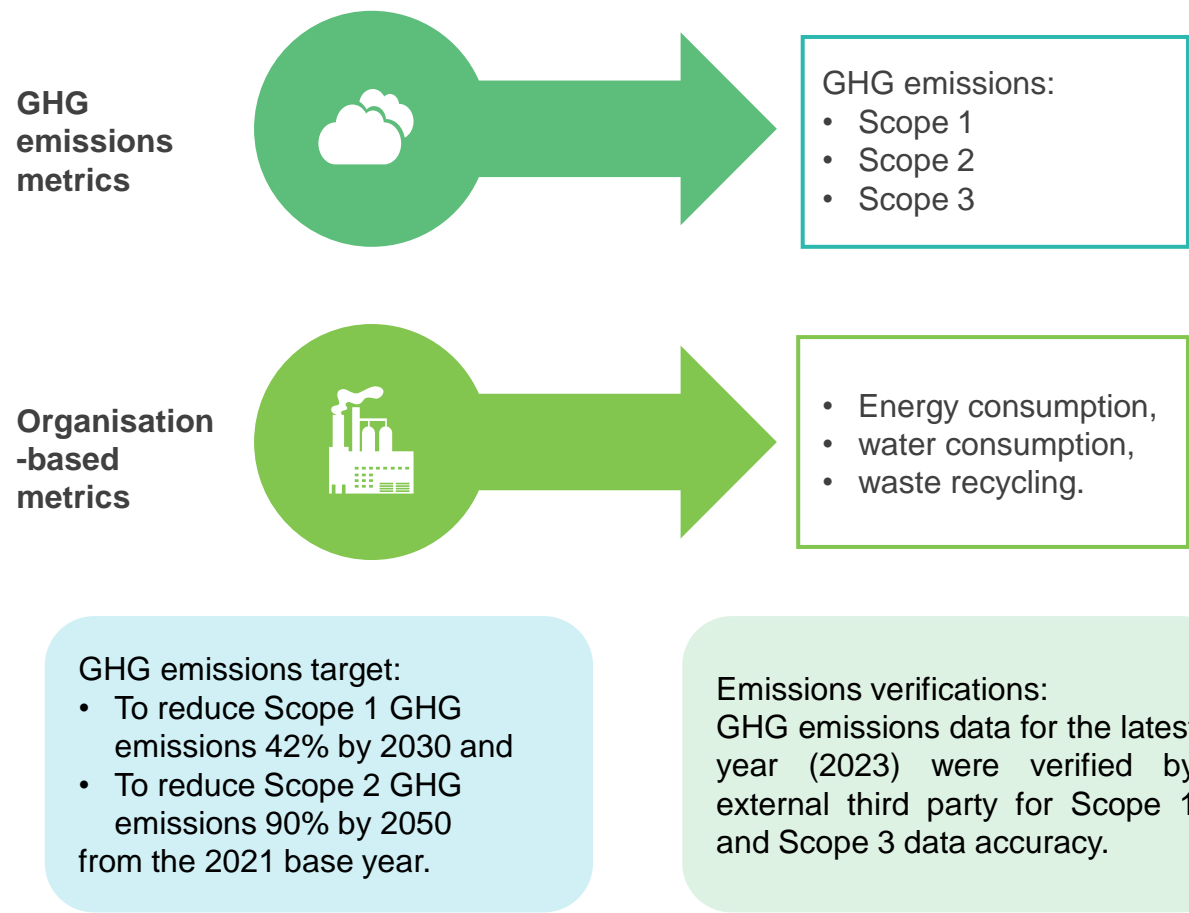 GHG
emissions
metrics
GHG emissions:
• Scope 1
• Scope 2
• Scope 3
Organisation
-based
metrics
• Energy consumption,
• water consumption,
• waste recycling.
GHG emissions target:
• To reduce Scope 1 GHG
emissions 42% by 2030 and
• To reduce Scope 2 GHG
emissions 90% by 2050
from the 2021 base year.
Emissions verifications:
GHG emissions data for the latest
year (2023) were verified by
external third party for Scope 1
and Scope 3 data accuracy.